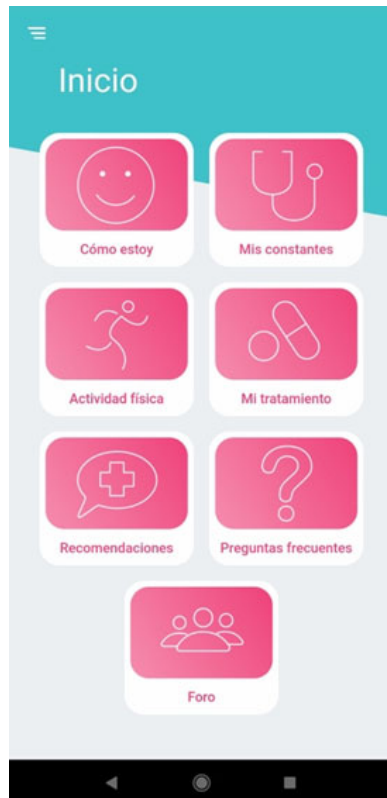 Inicio
Cómo estoy
Mis constantes
Actividad física
Mi tratamiento
Recomendaciones
Preguntas frecuentes
Foro